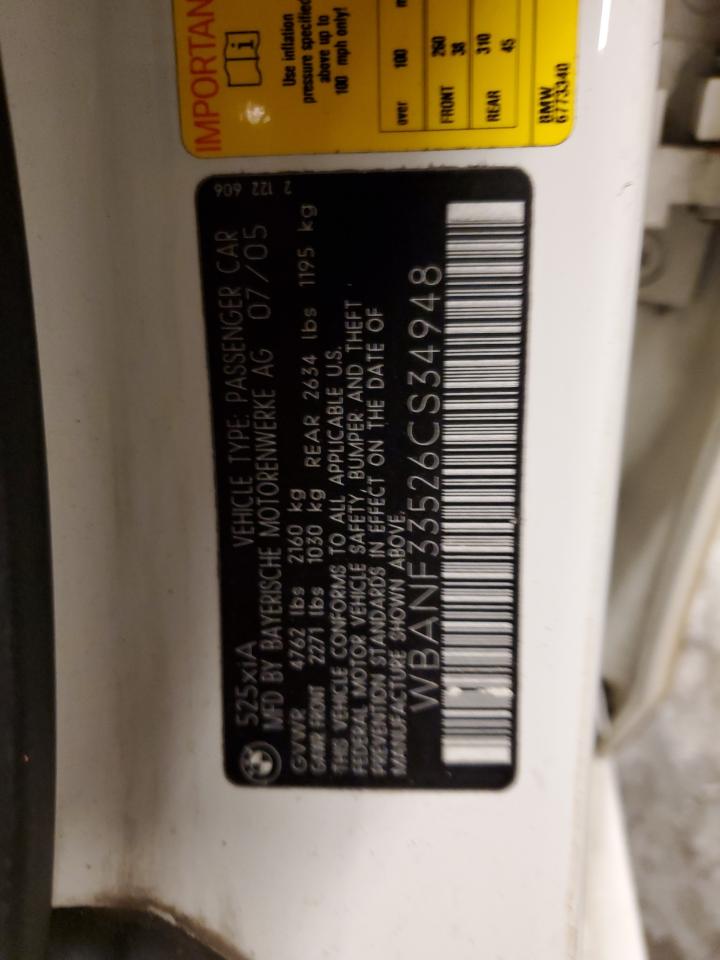 525xiA VEHICLE TYPE: PASSENGER CAR
MFD BY BAYERISCHE MOTORENWERKE AG 07/05
GVWR 4762 lbs 2160 kg
GAWR FRONT 2271 lbs 1030 kg REAR 2634 lbs 1195 kg
THIS VEHICLE CONFORMS TO ALL APPLICABLE U.S.
FEDERAL MOTOR VEHICLE SAFETY, BUMPER AND THEFT
PREVENTION STANDARDS IN EFFECT ON THE DATE OF
MANUFACTURE SHOWN ABOVE.
WBANF33526CS34948
2 122 606
IMPORTAN
Use inflation
pressure specified
above up to
100 mph only!
over 100 m
FRONT 260 38
REAR 310 45
BMW
6773340